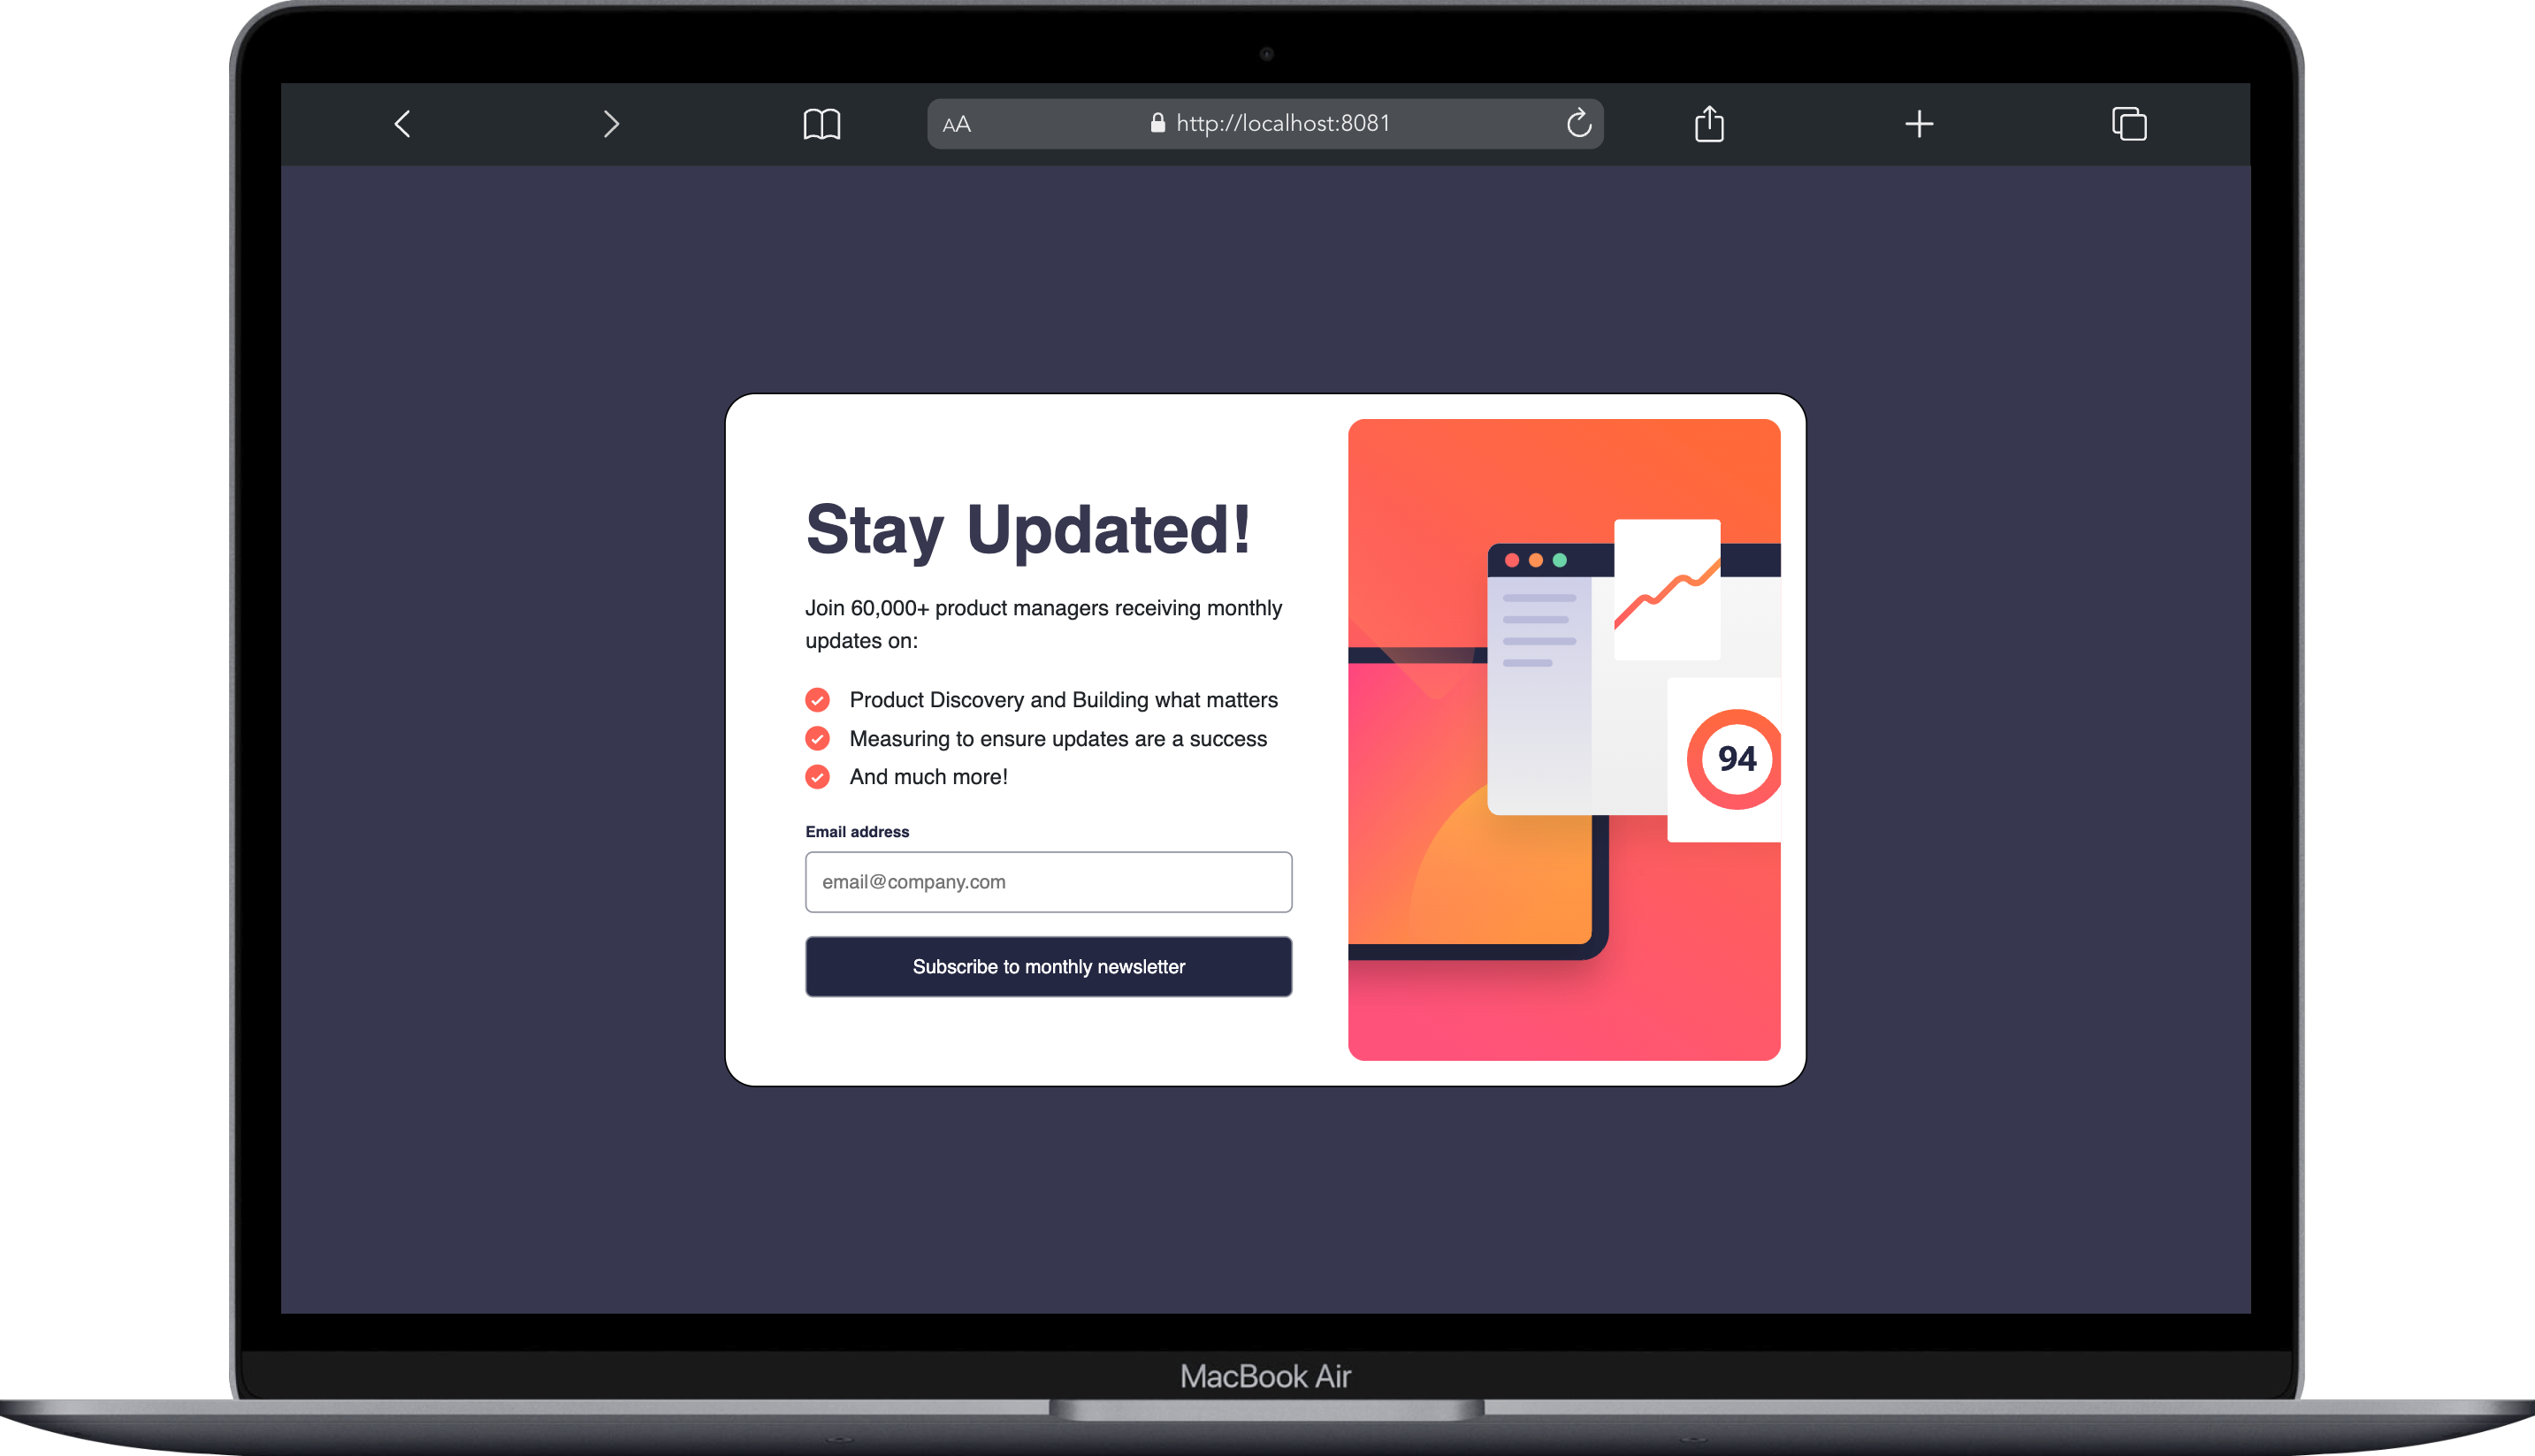 AA http://localhost:8081
Stay Updated!
Join 60,000+ product managers receiving monthly
updates on:
Product Discovery and Building what matters
Measuring to ensure updates are a success
And much more!
Email address
email@company.com
Subscribe to monthly newsletter
94
MacBook Air